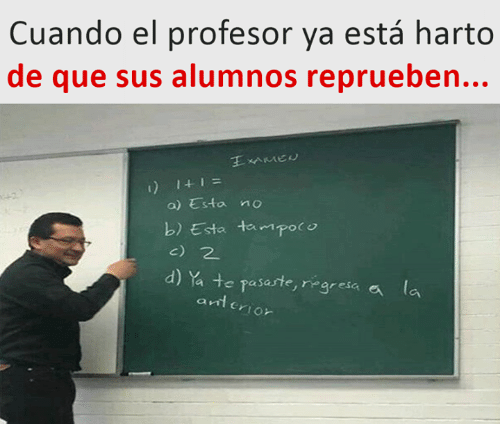 Cuando el profesor ya está harto
de que sus alumnos reprueben...
Examen
1) 1+1=
a) Esta no
b) Esta tampoco
c) 2
d) Ya te pasaste, regresa a la
anterior